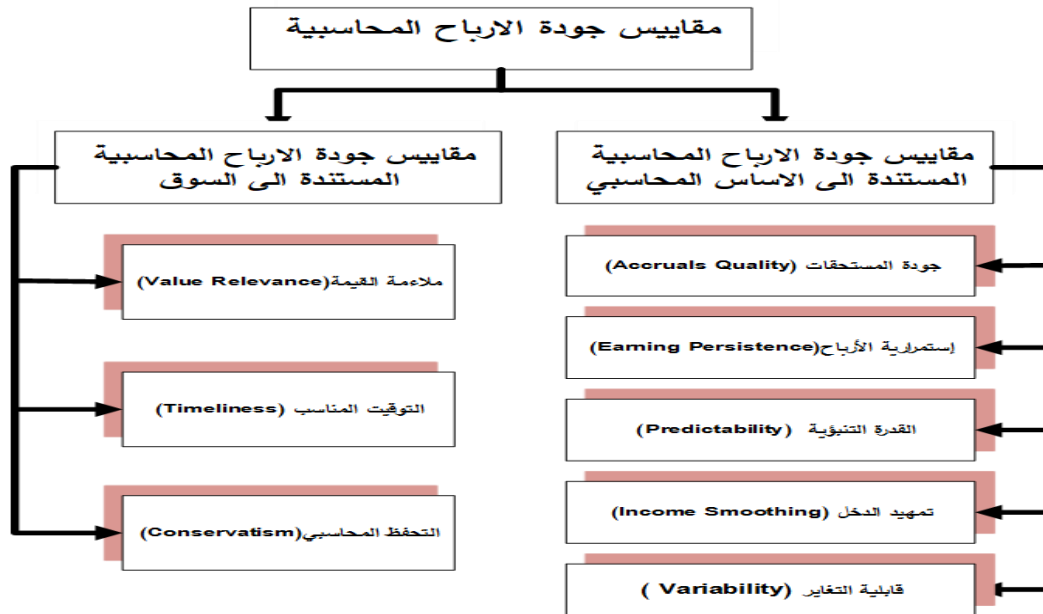 مقاييس جودة الارباح المحاسبية
مقاييس جودة الارباح المحاسبية
المستندة الى الاساس المحاسبي
جودة المستحقات (Accruals Quality)
إستمرارية الأرباح(Earning Persistence)
القدرة التنبؤية (Predictability)
تمهيد الدخل (Income Smoothing)
قابلية التغاير (Variability )
مقاييس جودة الارباح المحاسبية
المستندة الى السوق
ملاءمة القيمة(Value Relevance)
التوقيت المناسب (Timeliness)
التحفظ المحاسبي(Conservatism)